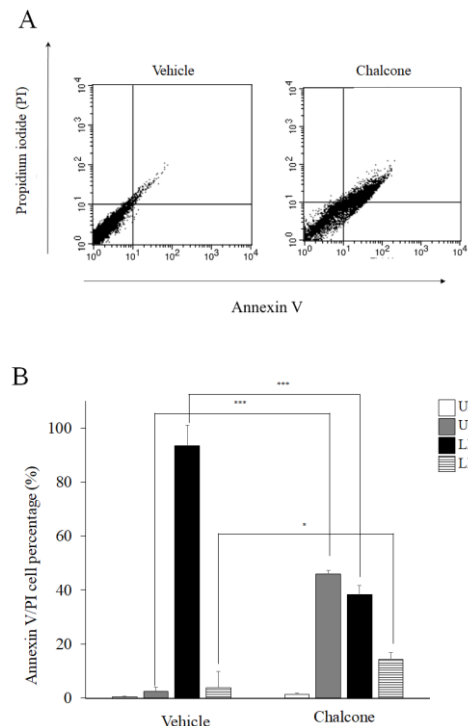 A
Vehicle
Chalcone
Propidium iodide (PI)
10⁴
10³
10²
10¹
10⁰
10⁰ 10¹ 10² 10³ 10⁴
10⁴
10³
10²
10¹
10⁰
10⁰ 10¹ 10² 10³ 10⁴
Annexin V
B
Annexin V/PI cell percentage (%)
100
80
60
40
20
0
***
***
*
U
U
L
L
Vehicle
Chalcone